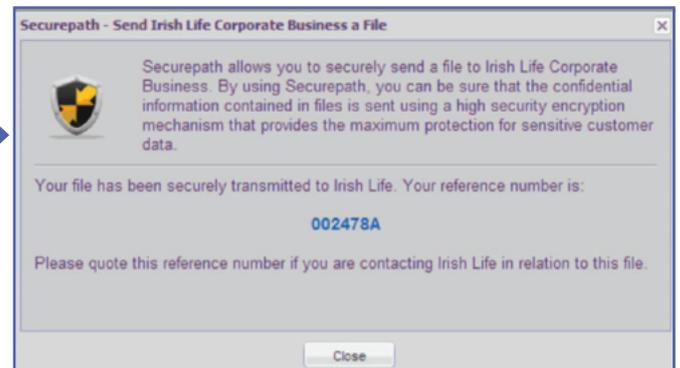 Securepath - Send Irish Life Corporate Business a File
Securepath allows you to securely send a file to Irish Life Corporate
Business. By using Securepath, you can be sure that the confidential
information contained in files is sent using a high security encryption
mechanism that provides the maximum protection for sensitive customer
data.
Your file has been securely transmitted to Irish Life. Your reference number is:
002478A
Please quote this reference number if you are contacting Irish Life in relation to this file.
Close